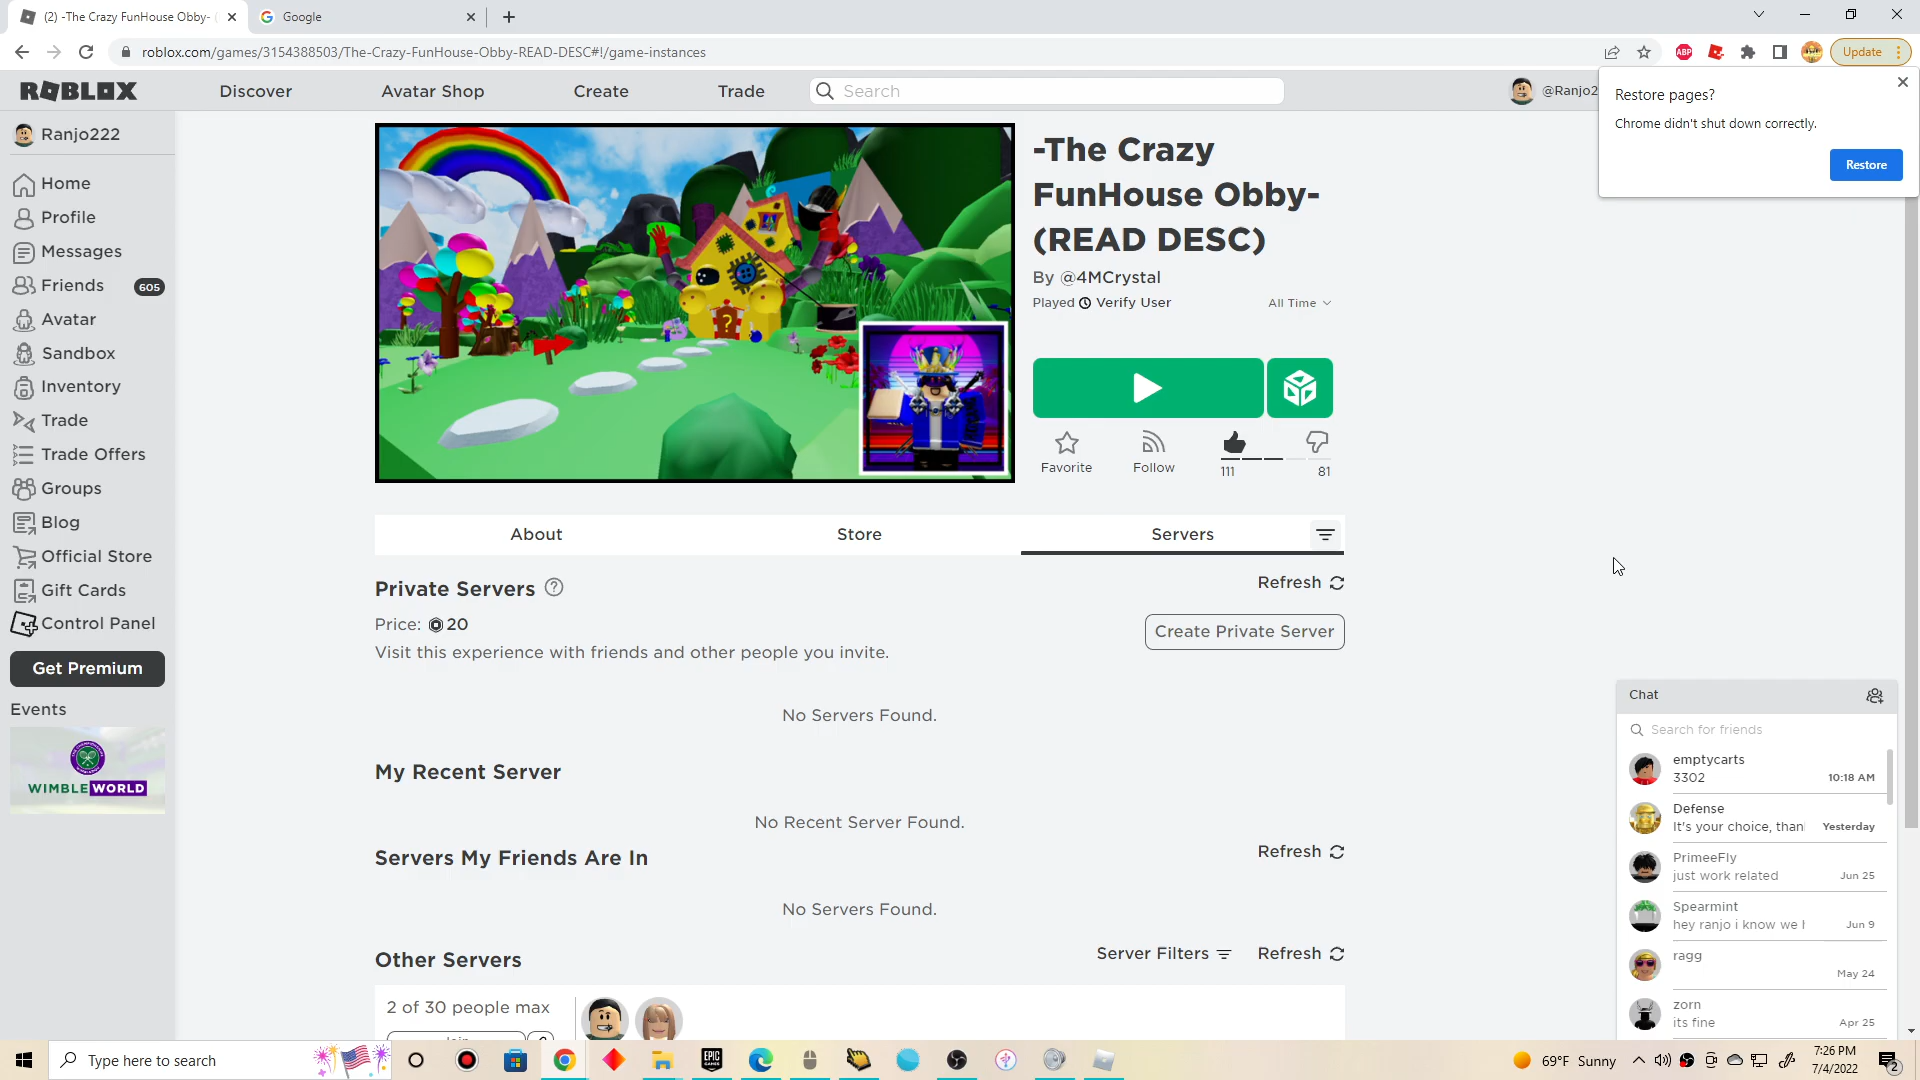 (2) -The Crazy FunHouse Obby- (
Google
roblox.com/games/3154388503/The-Crazy-FunHouse-Obby-READ-DESC#!/game-instances
ABP
Update
Restore pages?
Chrome didn't shut down correctly.
Restore
ROBLOX
Discover
Avatar Shop
Create
Trade
Search
@Ranjo2
Ranjo222
Home
Profile
Messages
Friends
605
Avatar
Sandbox
Inventory
Trade
Trade Offers
Groups
Blog
Official Store
Gift Cards
Control Panel
Get Premium
Events
WIMBLEWORLD
?
-The Crazy
FunHouse Obby-
(READ DESC)
By @4MCrystal
Played Verify User
All Time
Favorite
Follow
111
81
About
Store
Servers
Private Servers ?
Refresh
Price: 20
Create Private Server
Visit this experience with friends and other people you invite.
No Servers Found.
My Recent Server
No Recent Server Found.
Servers My Friends Are In
Refresh
No Servers Found.
Other Servers
Server Filters
Refresh
2 of 30 people max
Chat
Search for friends
emptycarts
3302
10:18 AM
Defense
It's your choice, than
Yesterday
PrimeeFly
just work related
Jun 25
Spearmint
hey ranjo i know we
Jun 9
ragg
May 24
zorn
its fine
Apr 25
Type here to search
EPIC
GAMES
69°F Sunny
7:26 PM
7/4/2022
2